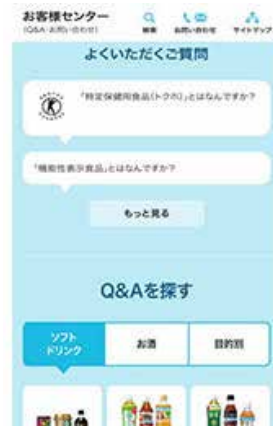 お客様センター
(Q&A・お問い合わせ)
検索
お問い合わせ
サイトマップ
よくいただくご質問
「特定保健用食品(トクホ)」とはなんですか?
「機能性表示食品」とはなんですか?
もっと見る
Q&Aを探す
ソフト
ドリンク
お酒
目的別